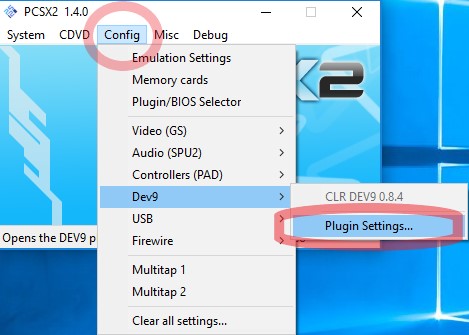 PCSX2 1.4.0
System CDVD Config Misc Debug
Emulation Settings
Memory cards
Plugin/BIOS Selector
Video (GS)
Audio (SPU2)
Controllers (PAD)
Dev9
CLR DEV9 0.8.4
USB
Plugin Settings...
Opens the DEV9 p
Firewire
Multitap 1
Multitap 2
Clear all settings...